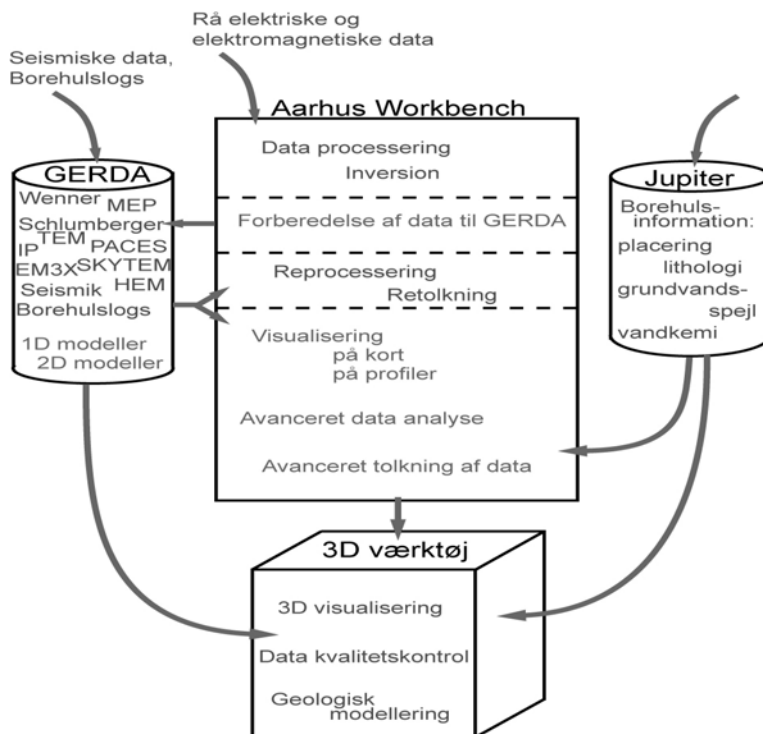 Rå elektriske og
elektromagnetiske data
Seismiske data,
Borehulslogs
Aarhus Workbench
Data processering
Inversion
Forberedelse af data til GERDA
Reprocessering
Retolkning
Visualisering
på kort
på profiler
Avanceret data analyse
Avanceret tolkning af data
GERDA
Wenner
MEP
Schlumberger
TEM
IP
PACES
EM3X
SKYTEM
Seismik
HEM
Borehulslogs
1D modeller
2D modeller
Jupiter
Borehuls-
information:
placering
lithologi
grundvands-
spejl
vandkemi
3D værktøj
3D visualisering
Data kvalitetskontrol
Geologisk
modellering